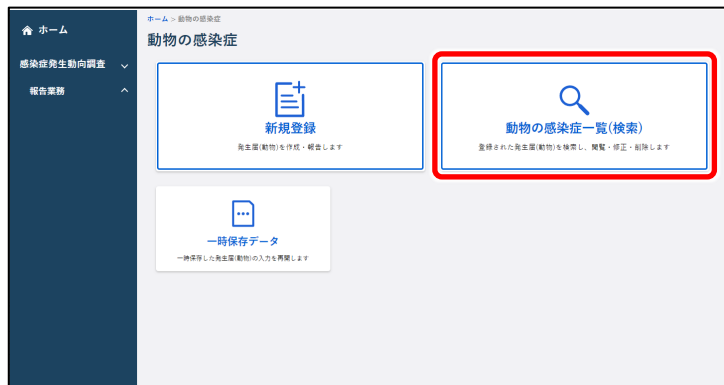 ホーム
感染症発生動向調査
報告業務
ホーム > 動物の感染症
動物の感染症
新規登録
発生届(動物)を作成・報告します
動物の感染症一覧(検索)
登録された発生届(動物)を検索し、閲覧・修正・削除します
一時保存データ
一時保存した発生届(動物)の入力を再開します